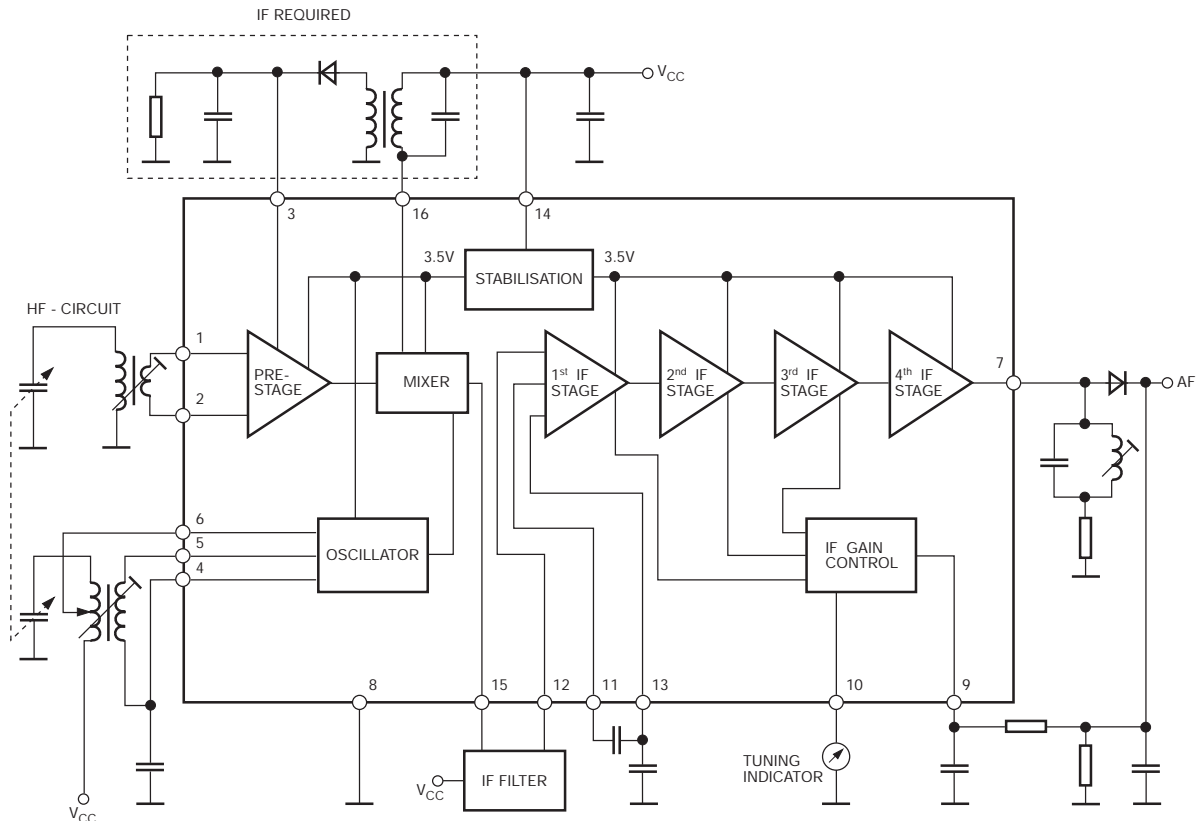 IF REQUIRED
VCC
3
16
14
3.5V
STABILISATION
3.5V
HF - CIRCUIT
1
2
PRE-
STAGE
MIXER
1st IF
STAGE
2nd IF
STAGE
3rd IF
STAGE
4th IF
STAGE
7
AF
6
5
4
OSCILLATOR
IF GAIN
CONTROL
8
15
12
11
13
10
9
VCC
IF FILTER
TUNING
INDICATOR
VCC